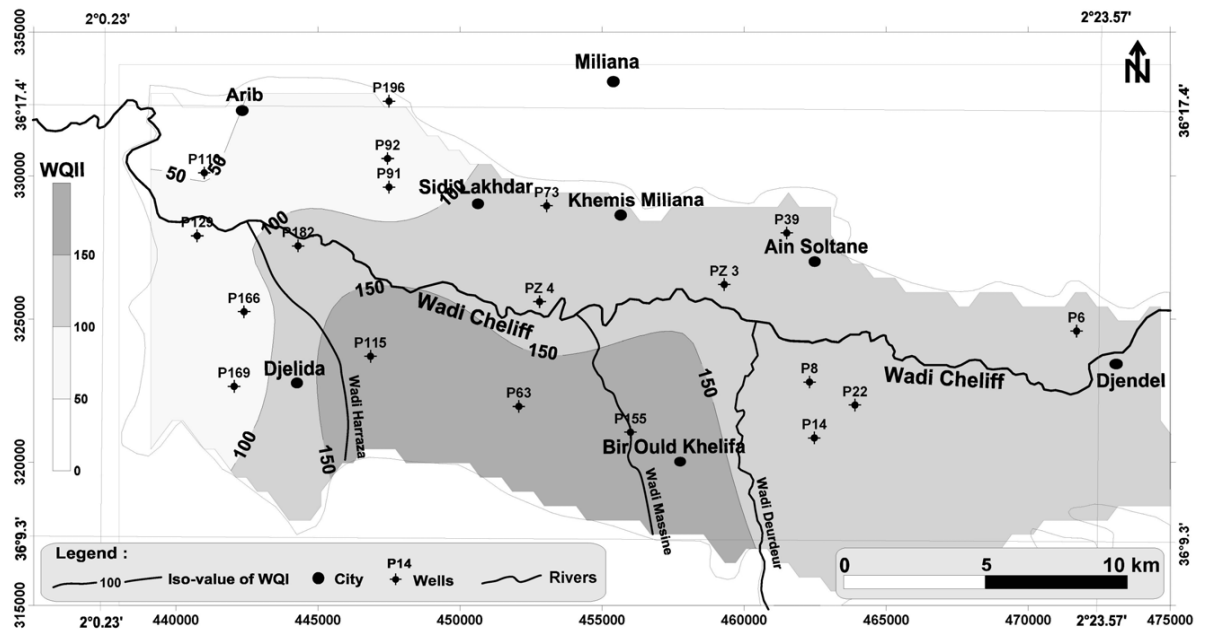 2°0.23'
2°23.57'
335000
36°17.4'
330000
325000
320000
36°9.3'
315000
36°17.4'
36°9.3'
N
Miliana
Arib
P196
P92
P91
50
50
WQII
150
100
50
0
Sidi Lakhdar
100
P73
Khemis Miliana
P39
Ain Soltane
P129
100
P182
PZ 3
150
Wadi Cheliff
PZ 4
P166
P6
150
P115
Djelida
P169
Wadi Harraza
P63
150
P8
Wadi Cheliff
Djendel
P22
P14
P155
Bir Ould Khelifa
100
150
Wadi Massine
Wadi Deurdeur
Legend :
100 Iso-value of WQI
City
P14
Wells
Rivers
0 5 10 km
2°0.23'
440000
445000
450000
455000
460000
465000
470000
2°23.57'
475000